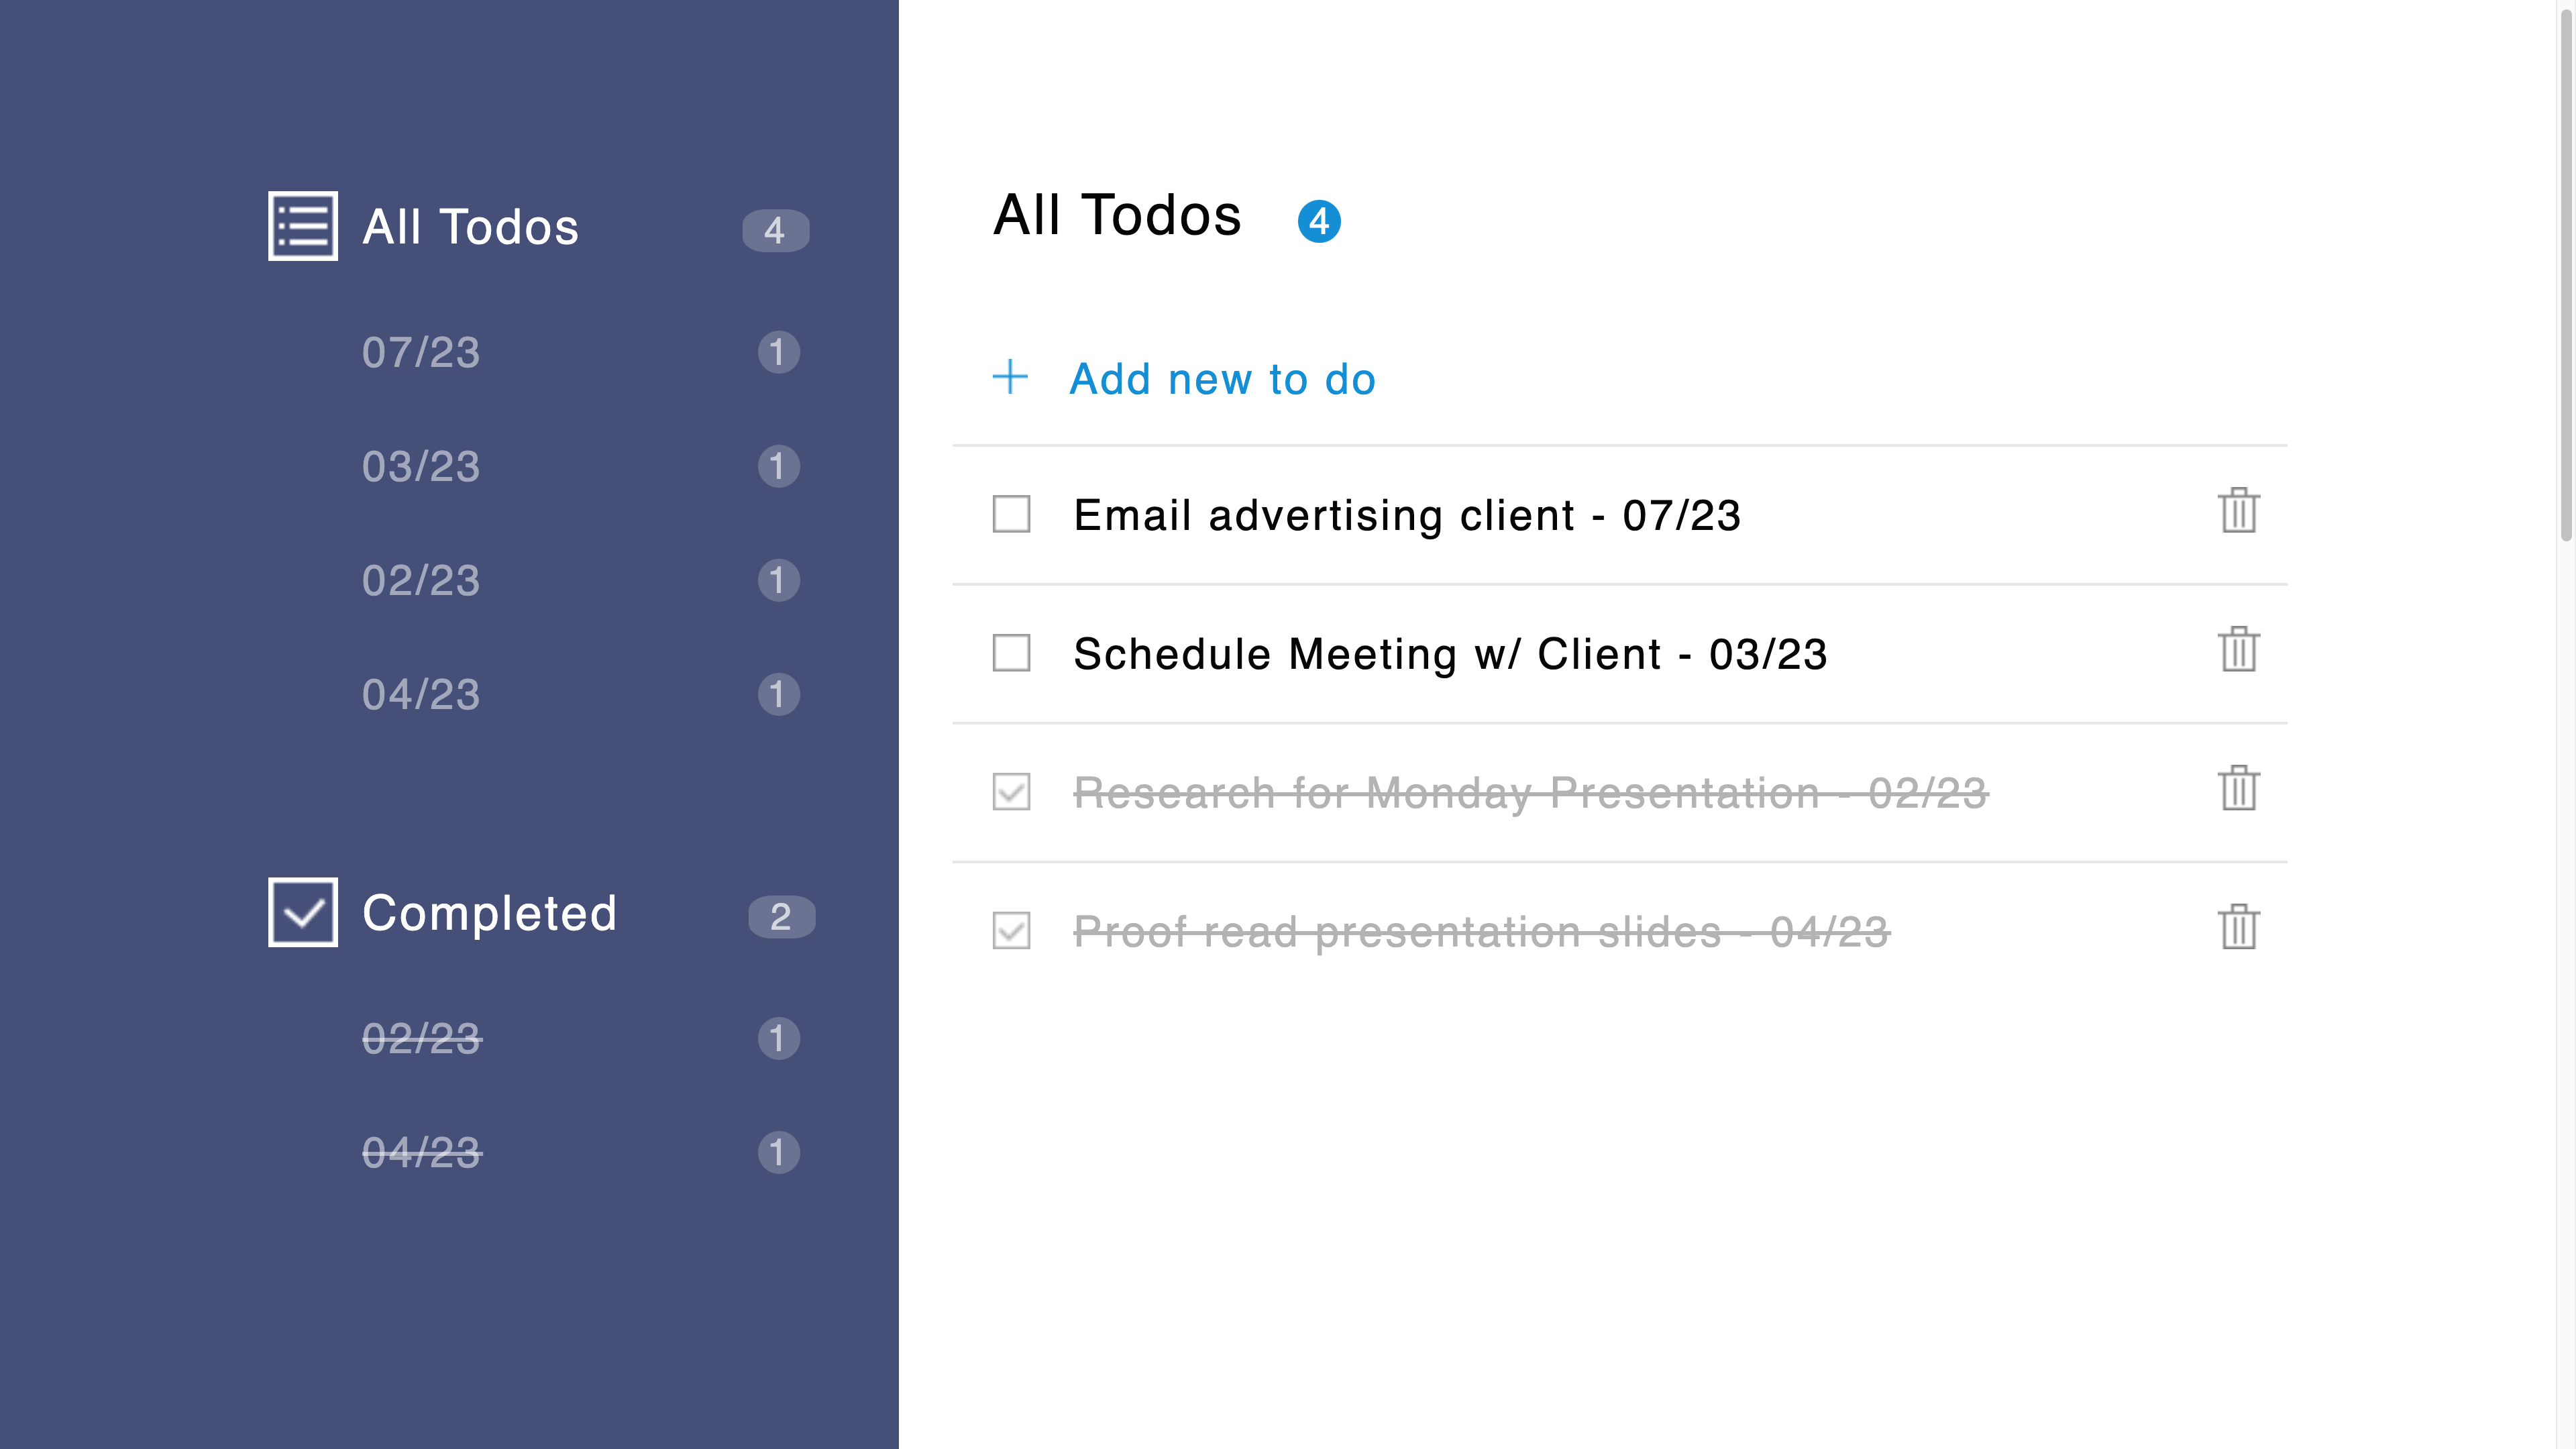 All Todos 4
07/23 1
03/23 1
02/23 1
04/23 1
Completed 2
02/23 1
04/23 1
All Todos 4
+ Add new to do
Email advertising client - 07/23
Schedule Meeting w/ Client - 03/23
Research for Monday Presentation - 02/23
Proof read presentation slides - 04/23